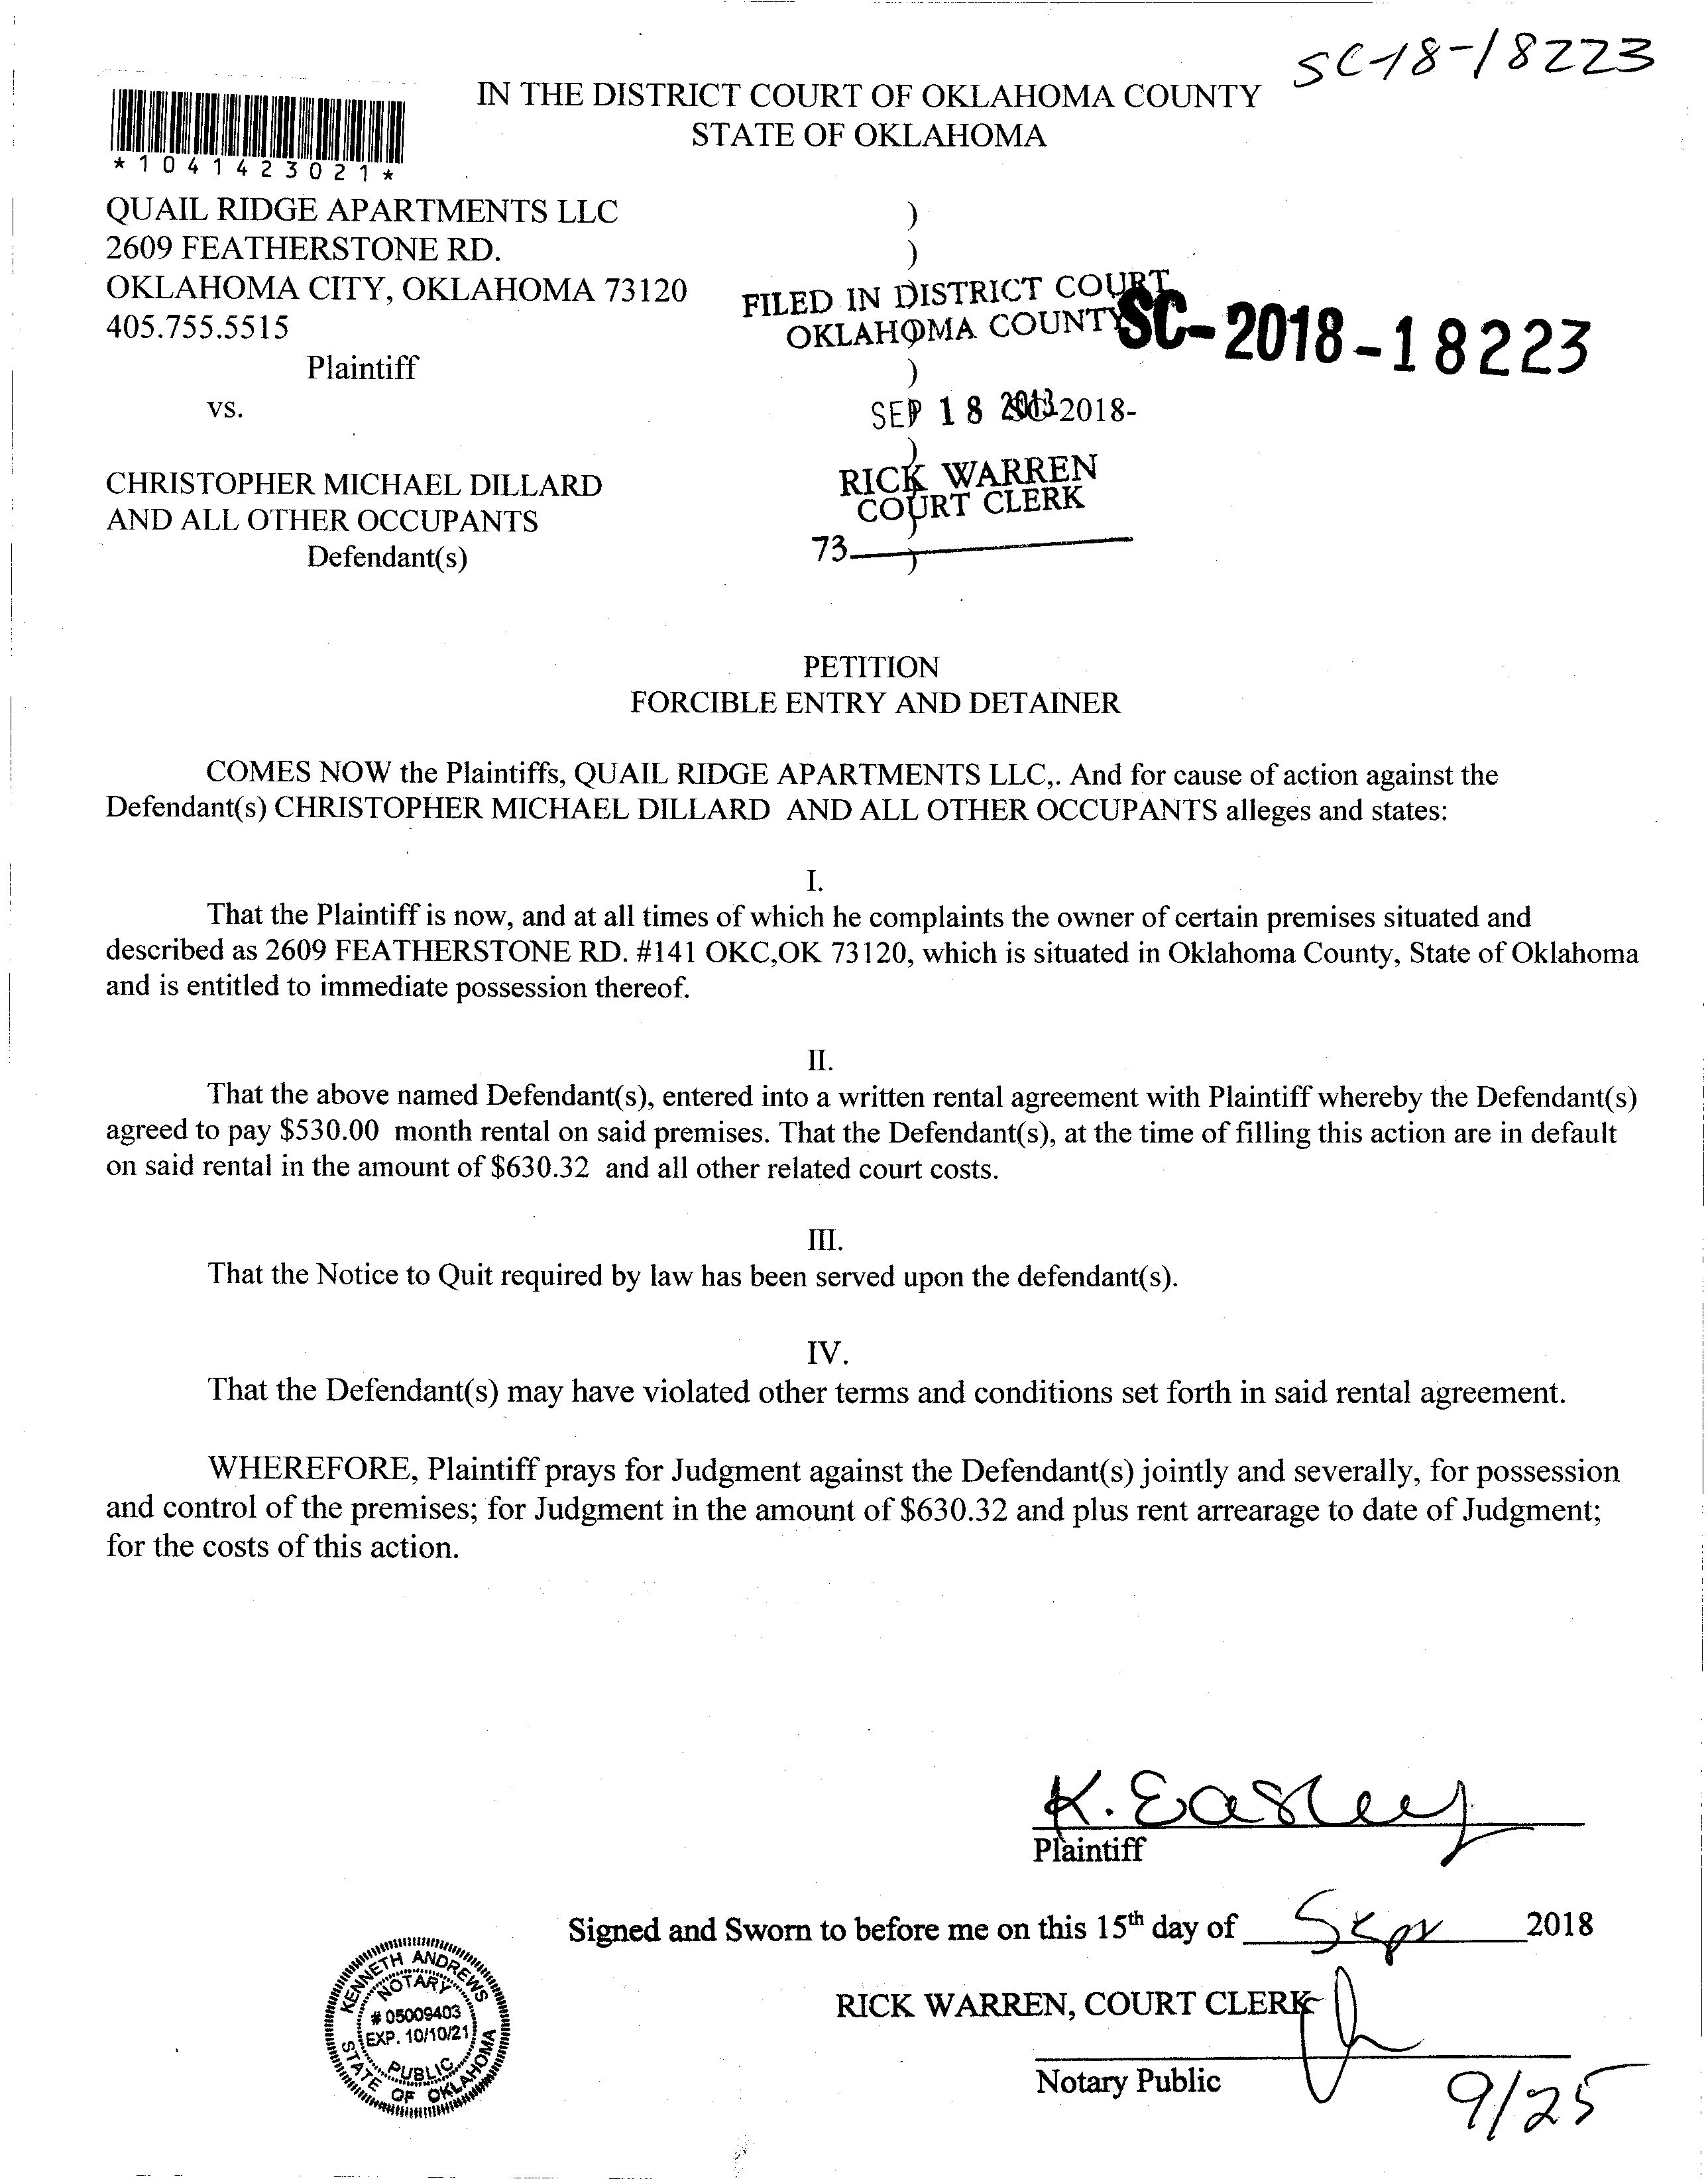 SC-18-18223
IN THE DISTRICT COURT OF OKLAHOMA COUNTY
STATE OF OKLAHOMA
*1041423021*
QUAIL RIDGE APARTMENTS LLC )
2609 FEATHERSTONE RD. )
OKLAHOMA CITY, OKLAHOMA 73120
405.755.5515
FILED IN DISTRICT COURT
OKLAHOMA COUNTY
SC-2018-18223
Plaintiff )
vs.
SEP 18
2018-
)
CHRISTOPHER MICHAEL DILLARD
AND ALL OTHER OCCUPANTS
Defendant(s) )
RICK WARREN
COURT CLERK
73
PETITION
FORCIBLE ENTRY AND DETAINER
COMES NOW the Plaintiffs, QUAIL RIDGE APARTMENTS LLC,. And for cause of action against the
Defendant(s) CHRISTOPHER MICHAEL DILLARD AND ALL OTHER OCCUPANTS alleges and states:
I.
That the Plaintiff is now, and at all times of which he complaints the owner of certain premises situated and
described as 2609 FEATHERSTONE RD. #141 OKC,OK 73120, which is situated in Oklahoma County, State of Oklahoma
and is entitled to immediate possession thereof.
II.
That the above named Defendant(s), entered into a written rental agreement with Plaintiff whereby the Defendant(s)
agreed to pay $530.00 month rental on said premises. That the Defendant(s), at the time of filling this action are in default
on said rental in the amount of $630.32 and all other related court costs.
III.
That the Notice to Quit required by law has been served upon the defendant(s).
IV.
That the Defendant(s) may have violated other terms and conditions set forth in said rental agreement.
WHEREFORE, Plaintiff prays for Judgment against the Defendant(s) jointly and severally, for possession
and control of the premises; for Judgment in the amount of $630.32 and plus rent arrearage to date of Judgment;
for the costs of this action.
K. Easley
Plaintiff
Signed and Sworn to before me on this 15th day of Sept 2018
RICK WARREN, COURT CLERK
Notary Public
9/25
KENNETH ANDREWS
NOTARY
# 05009403
EXP. 10/10/21
PUBLIC
STATE OF OKLAHOMA